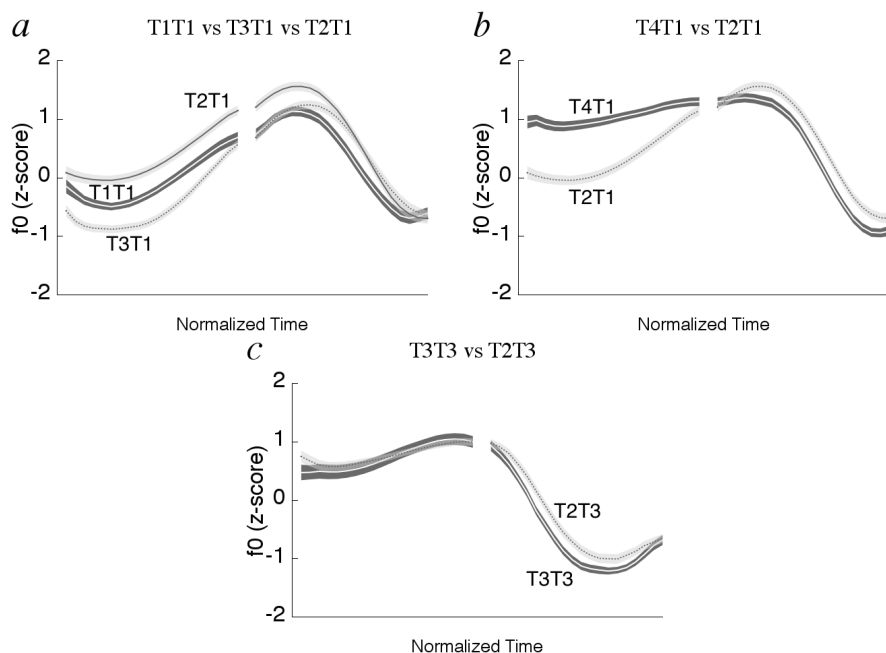 a
T1T1 vs T3T1 vs T2T1
f0 (z-score)
2
1
0
-1
-2
T2T1
T1T1
T3T1
Normalized Time
b
T4T1 vs T2T1
f0 (z-score)
2
1
0
-1
-2
T4T1
T2T1
Normalized Time
c
T3T3 vs T2T3
f0 (z-score)
2
1
0
-1
-2
T2T3
T3T3
Normalized Time